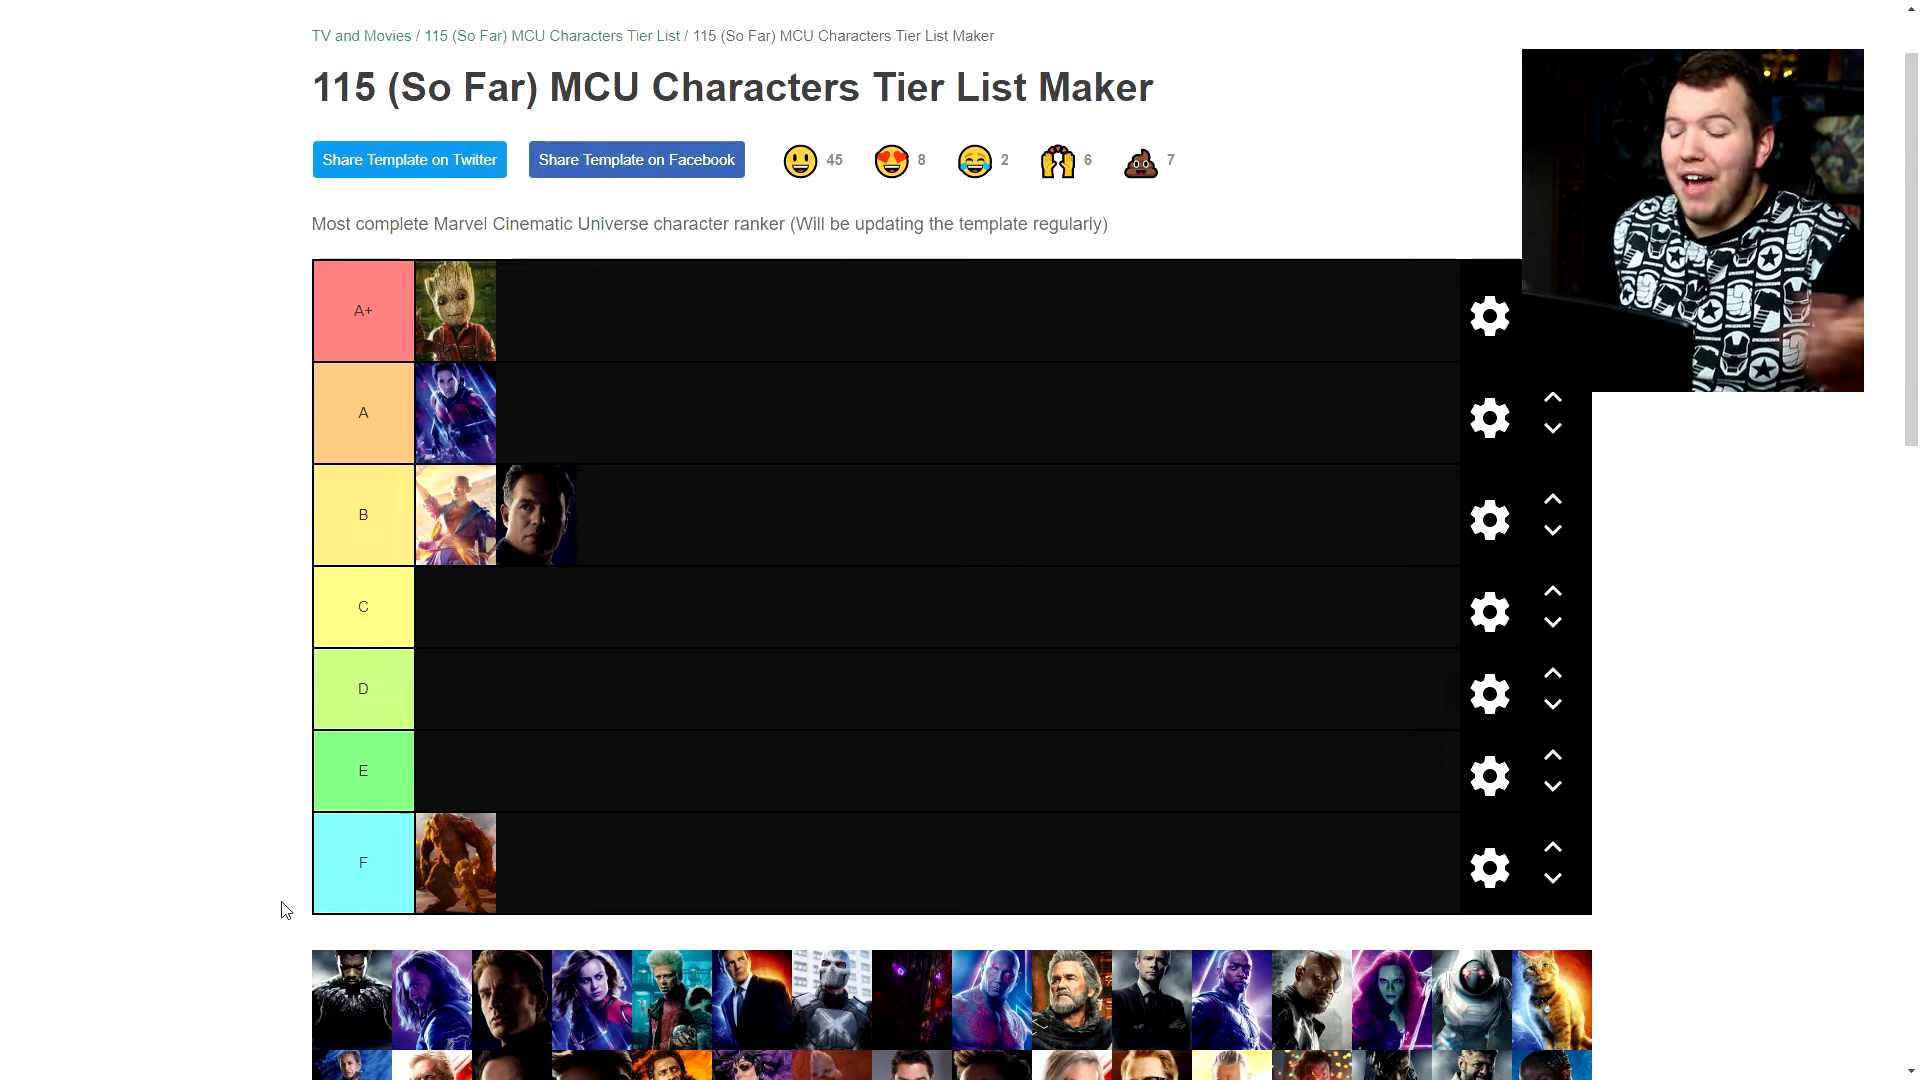 TV and Movies / 115 (So Far) MCU Characters Tier List / 115 (So Far) MCU Characters Tier List Maker
115 (So Far) MCU Characters Tier List Maker
Share Template on Twitter Share Template on Facebook 45 8 2 6 7
Most complete Marvel Cinematic Universe character ranker (Will be updating the template regularly)
A+
A
B
C
D
E
F